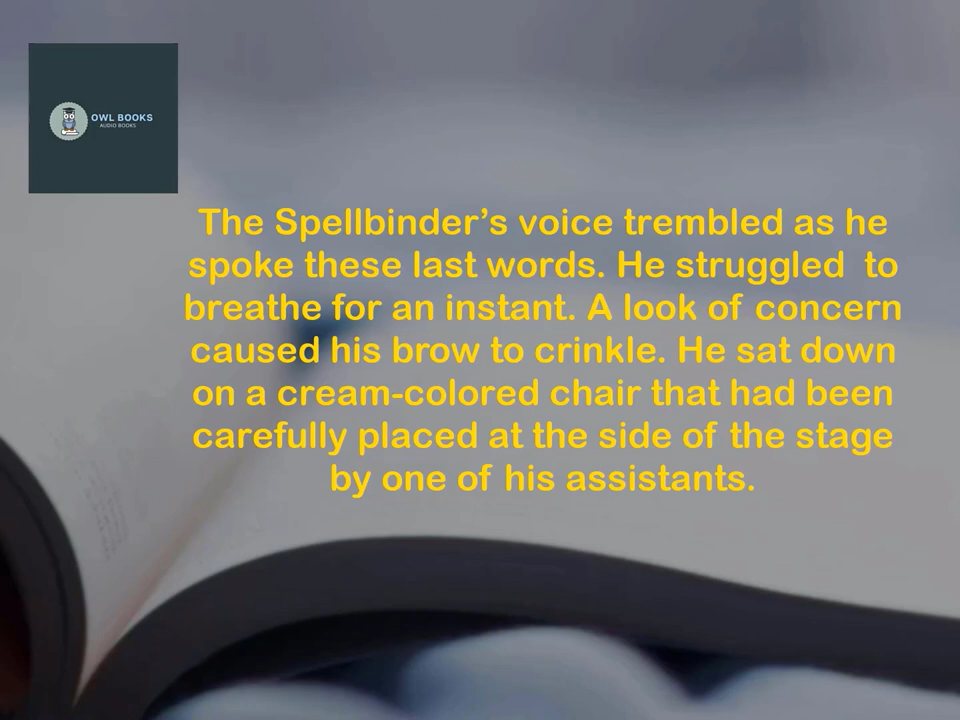 OWL BOOKS
AUDIO BOOKS
The Spellbinder’s voice trembled as he
spoke these last words. He struggled  to
breathe for an instant. A look of concern
caused his brow to crinkle. He sat down
on a cream-colored chair that had been
carefully placed at the side of the stage
by one of his assistants.